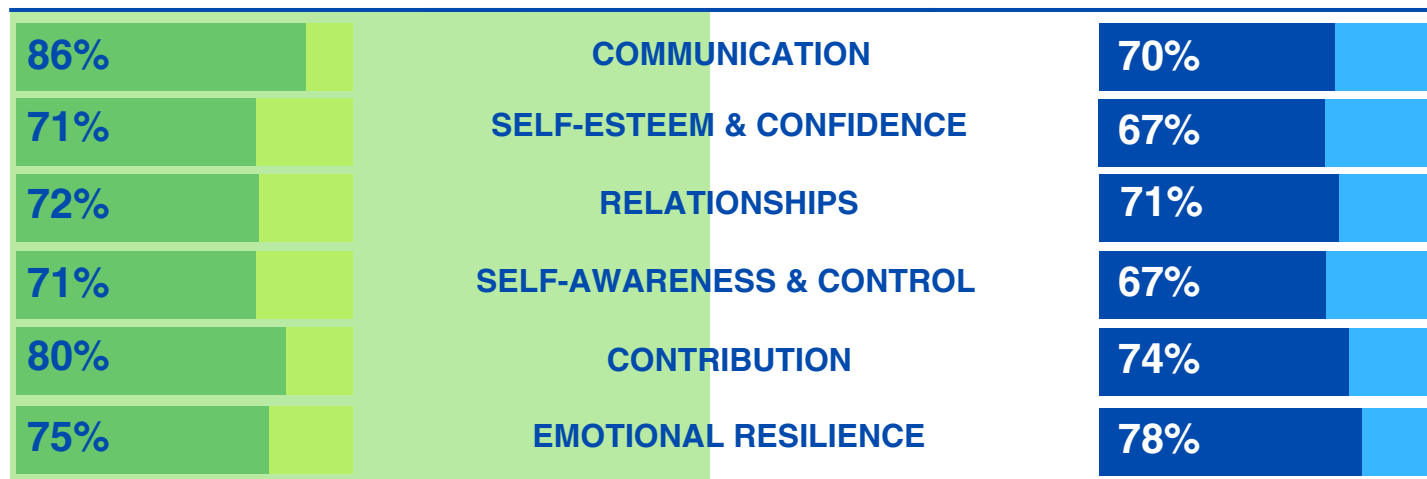 86% COMMUNICATION 70%
71% SELF-ESTEEM & CONFIDENCE 67%
72% RELATIONSHIPS 71%
71% SELF-AWARENESS & CONTROL 67%
80% CONTRIBUTION 74%
75% EMOTIONAL RESILIENCE 78%